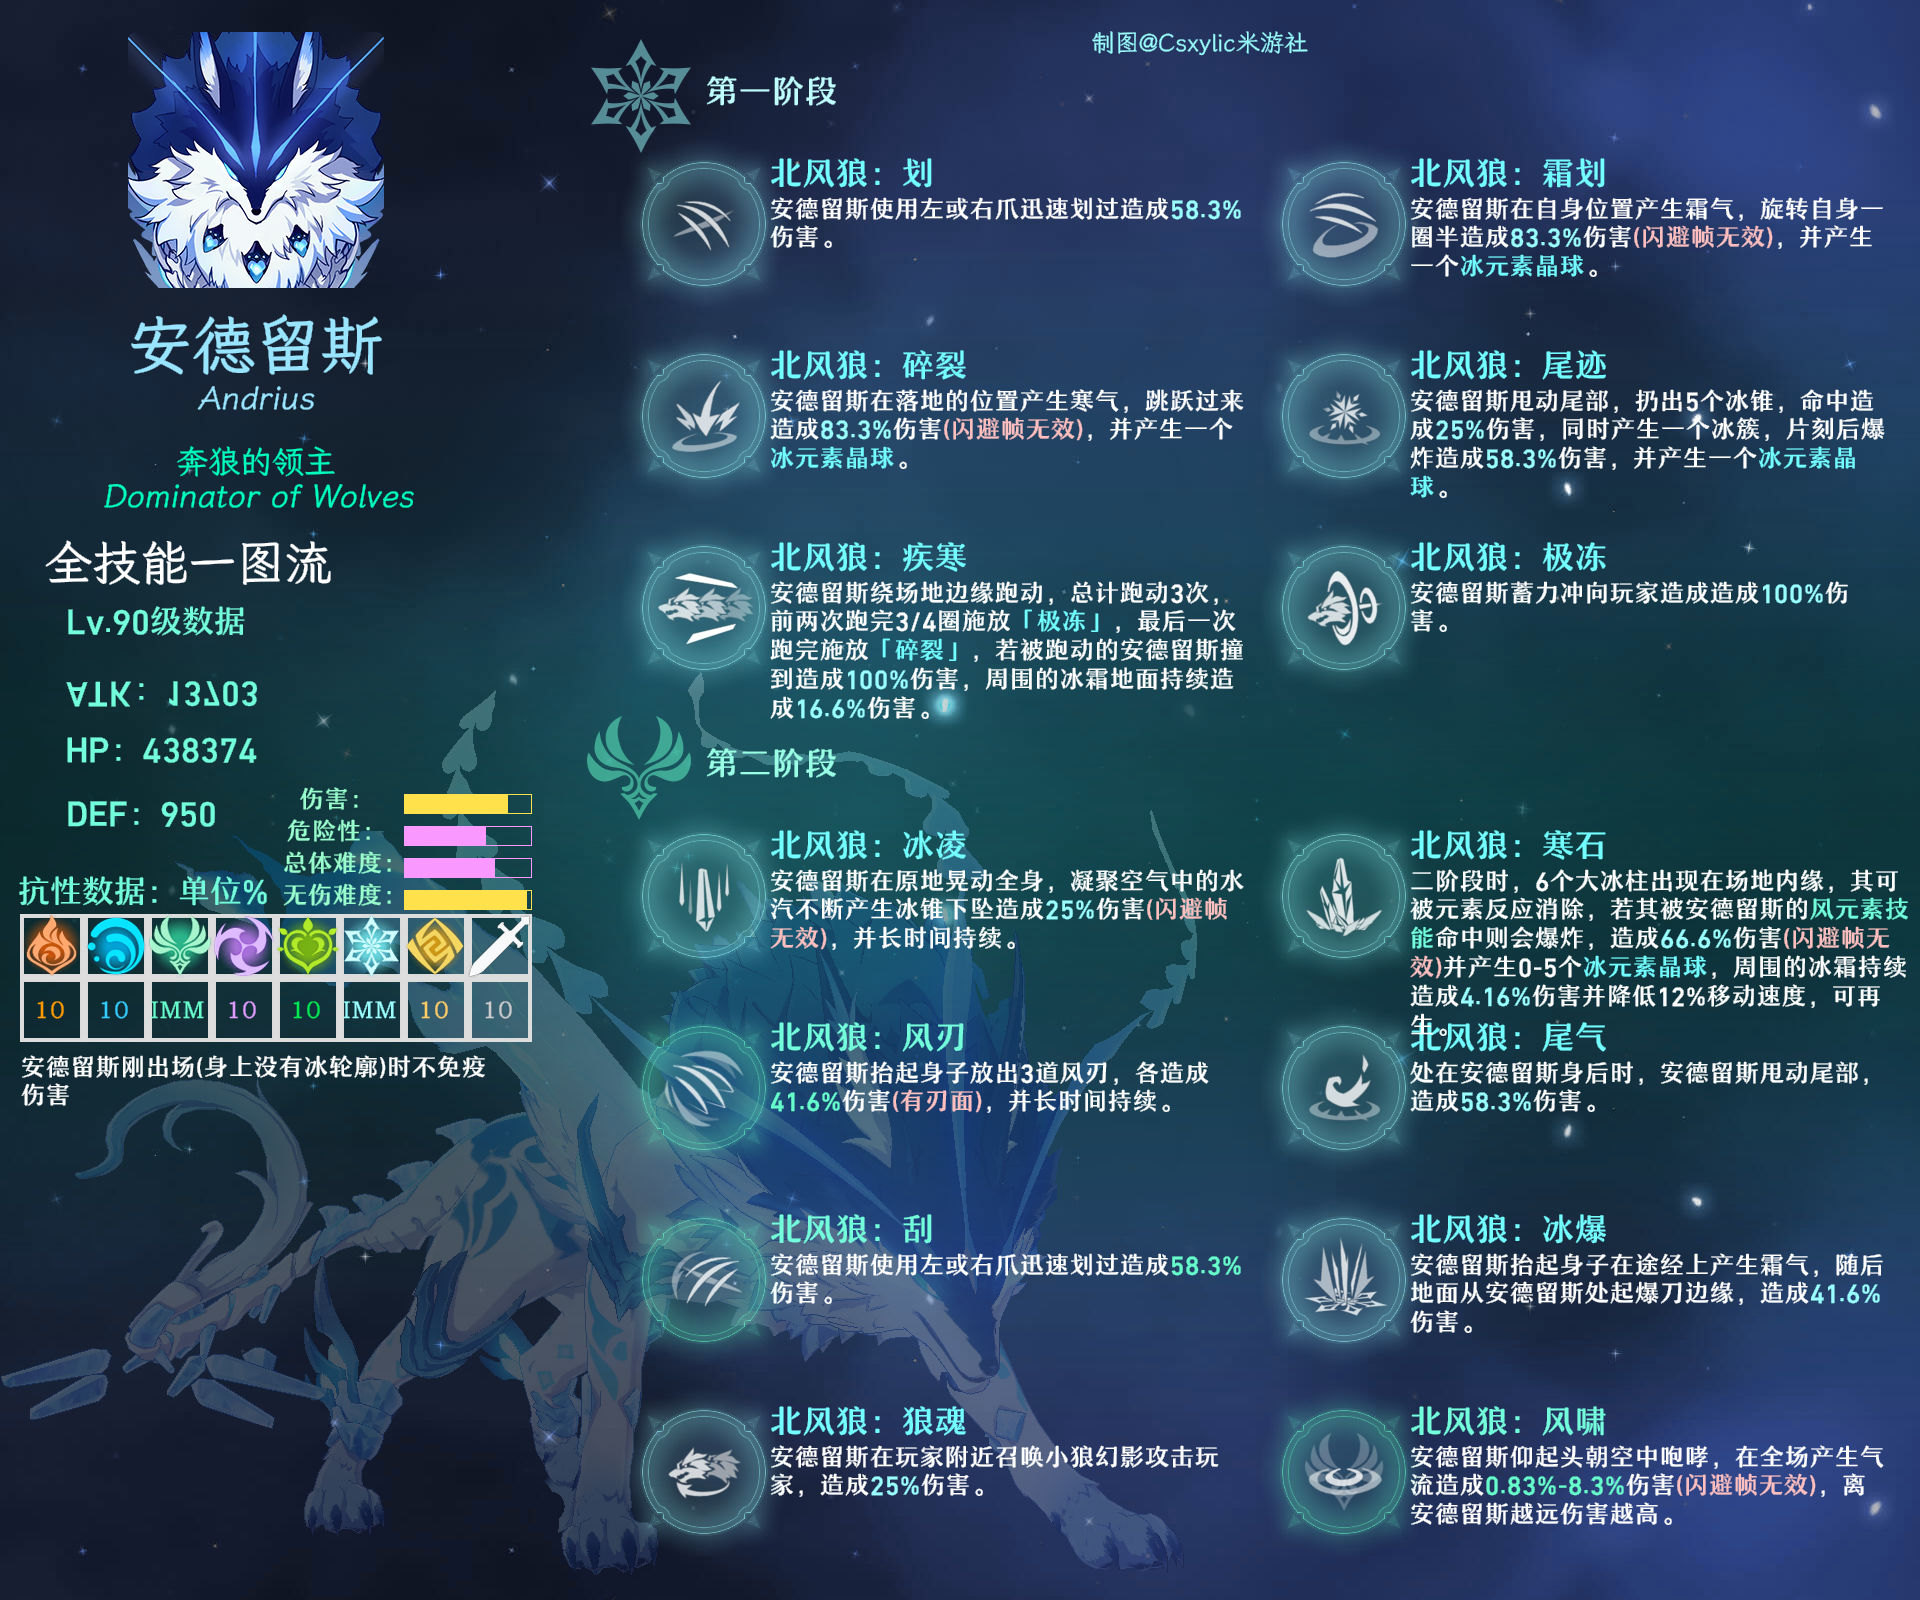 制图@Csxylic米游社
安德留斯
Andrius
奔狼的领主
Dominator of Wolves
全技能一图流
Lv.90级数据
ATK：13703
HP：438374
DEF：950
伤害：
危险性：
总体难度：
无伤难度：
抗性数据：单位%
10 10 IMM 10 10 IMM 10 10
安德留斯刚出场(身上没有冰轮廓)时不免疫
伤害
第一阶段
北风狼：划
安德留斯使用左或右爪迅速划过造成58.3%
伤害。
北风狼：霜划
安德留斯在自身位置产生霜气，旋转自身一
圈半造成83.3%伤害(闪避帧无效)，并产生
一个冰元素晶球。
北风狼：碎裂
安德留斯在落地的位置产生寒气，跳跃过来
造成83.3%伤害(闪避帧无效)，并产生一个
冰元素晶球。
北风狼：尾迹
安德留斯甩动尾部，扔出5个冰锥，命中造
成25%伤害，同时产生一个冰簇，片刻后爆
炸造成58.3%伤害，并产生一个冰元素晶
球。
北风狼：疾寒
安德留斯绕场地边缘跑动，总计跑动3次，
前两次跑完3/4圈施放「极冻」，最后一次
跑完施放「碎裂」，若被跑动的安德留斯撞
到造成100%伤害，周围的冰霜地面持续造
成16.6%伤害。
北风狼：极冻
安德留斯蓄力冲向玩家造成造成100%伤
害。
第二阶段
北风狼：冰凌
安德留斯在原地晃动全身，凝聚空气中的水
汽不断产生冰锥下坠造成25%伤害(闪避帧
无效)，并长时间持续。
北风狼：寒石
二阶段时，6个大冰柱出现在场地内缘，其可
被元素反应消除，若其被安德留斯的风元素技
能命中则会爆炸，造成66.6%伤害(闪避帧无
效)并产生0-5个冰元素晶球，周围的冰霜持续
造成4.16%伤害并降低12%移动速度，可再
生。
北风狼：风刃
安德留斯抬起身子放出3道风刃，各造成
41.6%伤害(有刃面)，并长时间持续。
北风狼：尾气
处在安德留斯身后时，安德留斯甩动尾部，
造成58.3%伤害。
北风狼：刮
安德留斯使用左或右爪迅速划过造成58.3%
伤害。
北风狼：冰爆
安德留斯抬起身子在途经上产生霜气，随后
地面从安德留斯处起爆刀边缘，造成41.6%
伤害。
北风狼：狼魂
安德留斯在玩家附近召唤小狼幻影攻击玩
家，造成25%伤害。
北风狼：风啸
安德留斯仰起头朝空中咆哮，在全场产生气
流造成0.83%-8.3%伤害(闪避帧无效)，离
安德留斯越远伤害越高。